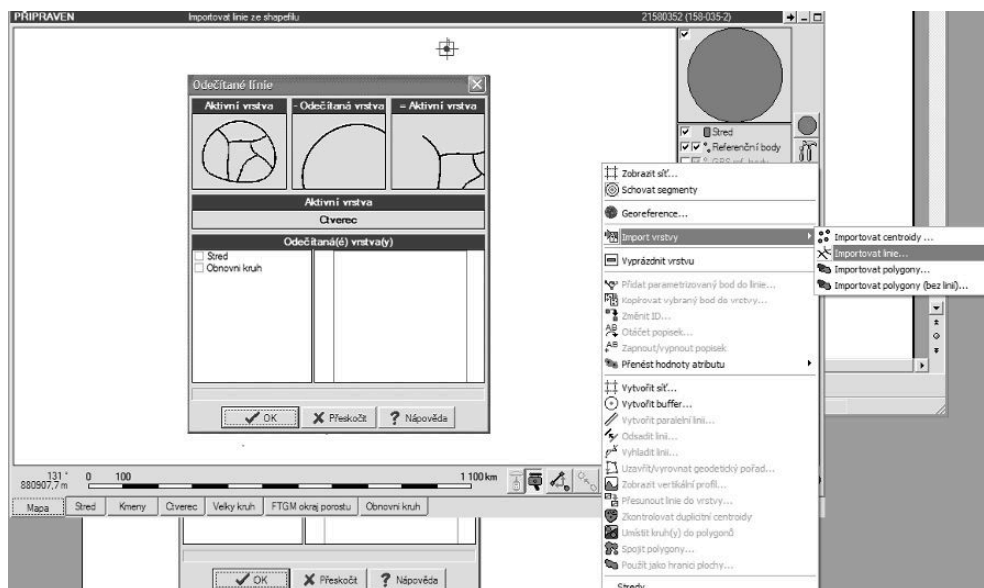 PŘIPRAVEN
Importovat linie ze shapefilu
21580352 (158-035-2)
Odečítané línie
Aktivní vrstva
- Odečítaná vrstva
= Aktivní vrstva
Aktivní vrstva
Ctverec
Odečítaná(é) vrstva(y)
Stred
Obnovni kruh
OK
Přeskočit
Nápověda
Stred
Referenční body
GPS ref. body
Zobrazit síť...
Schovat segmenty
Georeference...
Import vrstvy
Vyprázdnit vrstvu
Přidat parametrizovaný bod do linie...
Kopírovat vybraný bod do vrstvy...
Změnit ID...
Otáčet popisek...
Zapnout/vypnout popisek
Přenést hodnoty atributu
Vytvořit síť...
Vytvořit buffer...
Vytvořit paralelní linii...
Odsadit linii...
Vyhladit linii...
Uzavřít/vyrovnat geodetický pořad...
Zobrazit vertikální profil...
Přesunout linie do vrstvy...
Zkontrolovat duplicitní centroidy
Umístit kruh(y) do polygonů
Spojit polygony...
Použít jako hranici plochy...
Středy
Importovat centroidy ...
Importovat linie...
Importovat polygony...
Importovat polygony (bez linií)...
131 °
880907,7 m
0 100 1 100 km
Mapa Stred Kmeny Ctverec Velky kruh FTGM okraj porostu Obnovni kruh
OK
Přeskočit
Nápověda